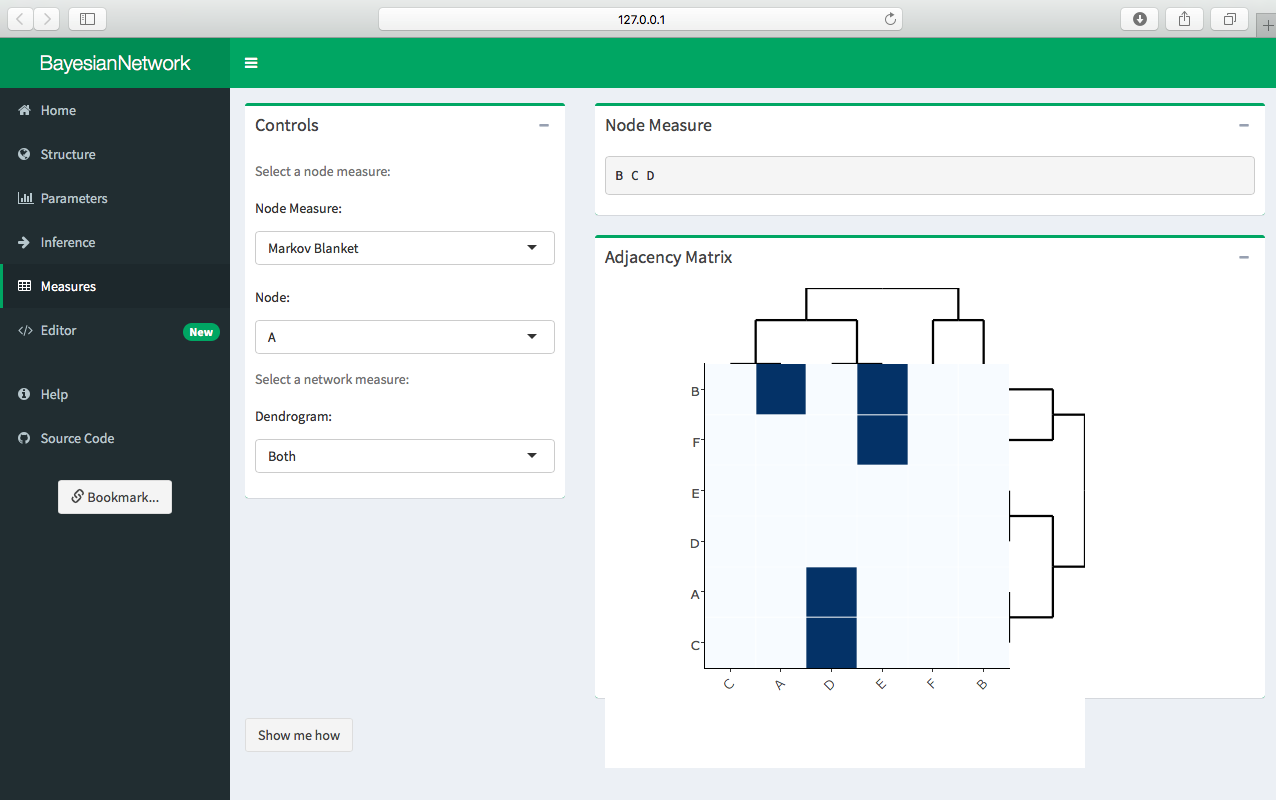 127.0.0.1
BayesianNetwork
Home
Structure
Parameters
Inference
Measures
Editor New
Help
Source Code
Bookmark...
Controls
Select a node measure:
Node Measure:
Markov Blanket
Node:
A
Select a network measure:
Dendrogram:
Both
Show me how
Node Measure
B C D
Adjacency Matrix
B
F
E
D
A
C
C A D E F B